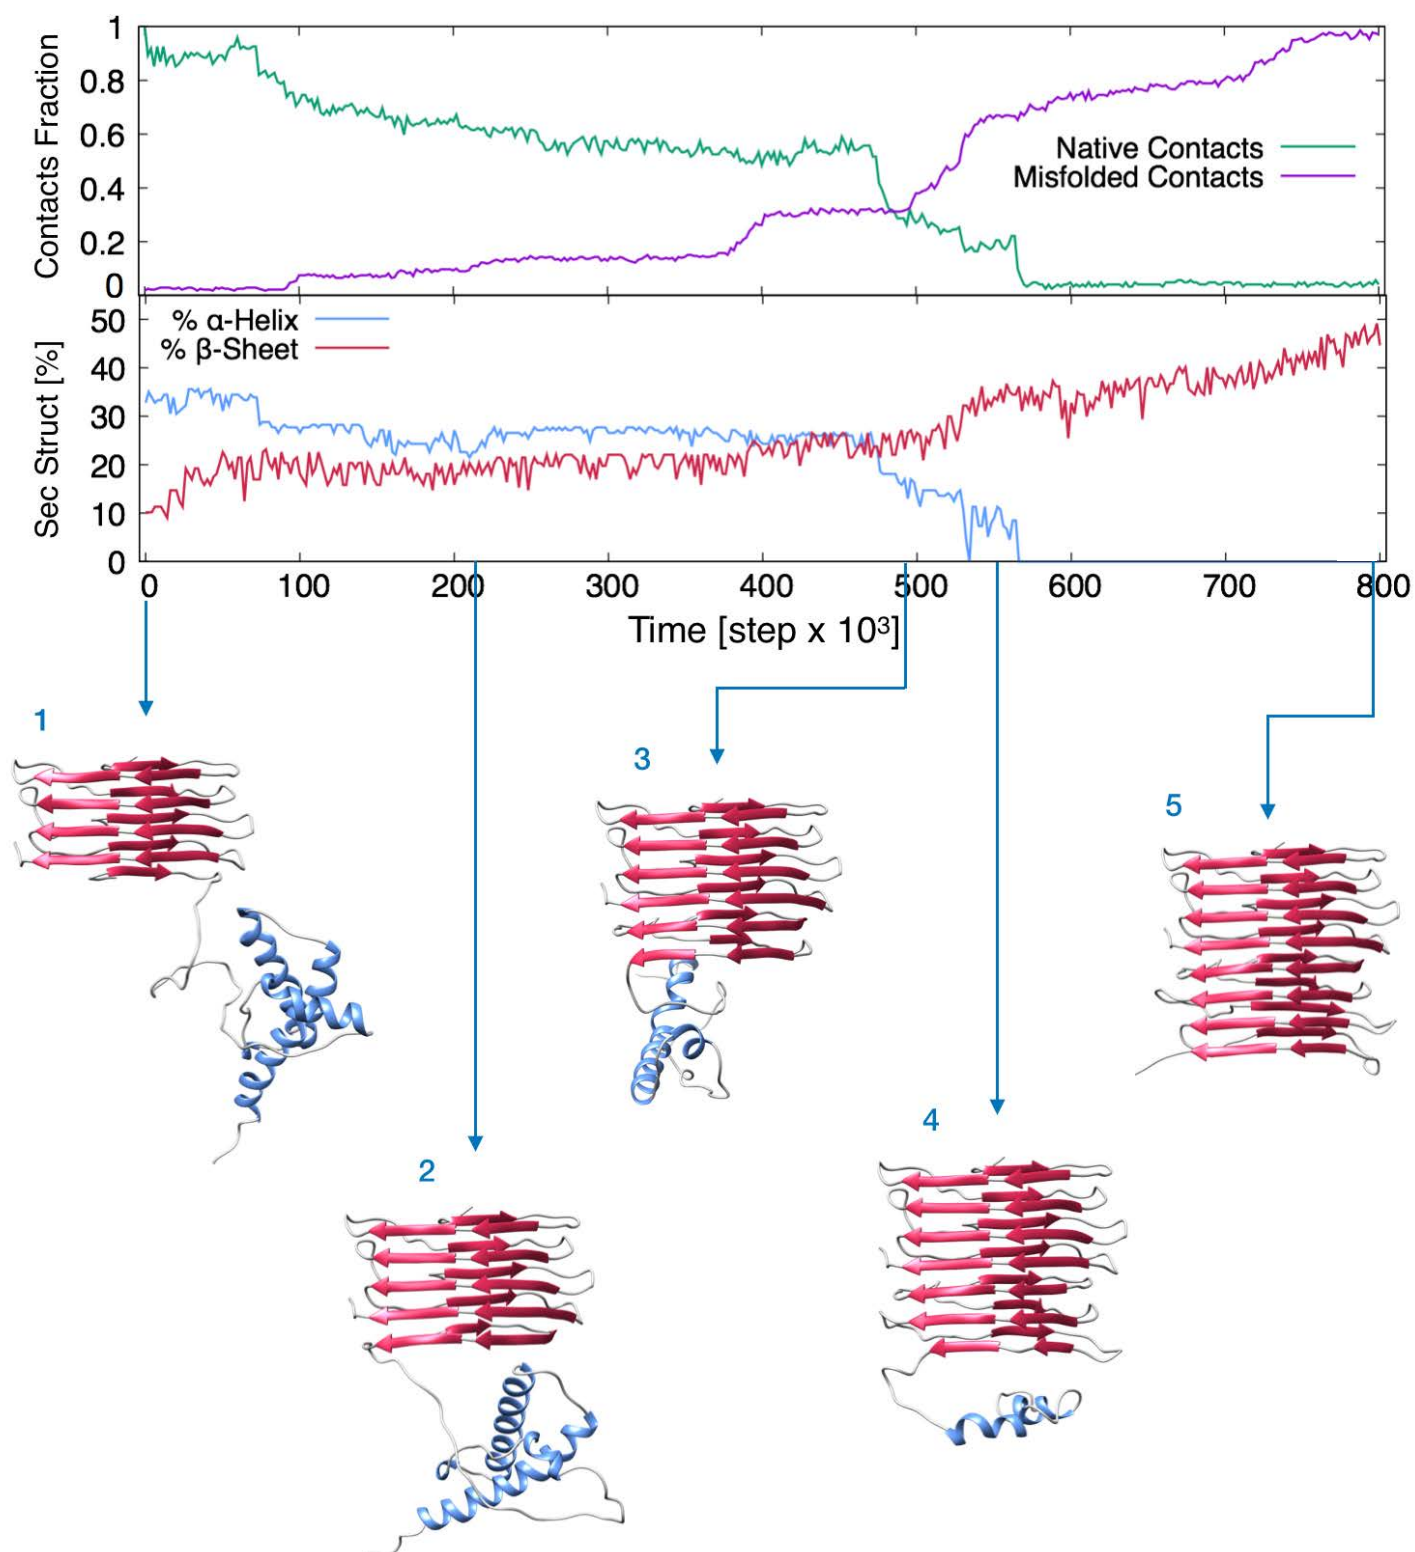 Contacts Fraction
1
0.8
0.6
0.4
0.2
0
Native Contacts
Misfolded Contacts
Sec Struct [%]
50
40
30
20
10
0
% α-Helix
% β-Sheet
0 100 200 300 400 500 600 700 800
Time [step x 10³]
1
2
3
4
5